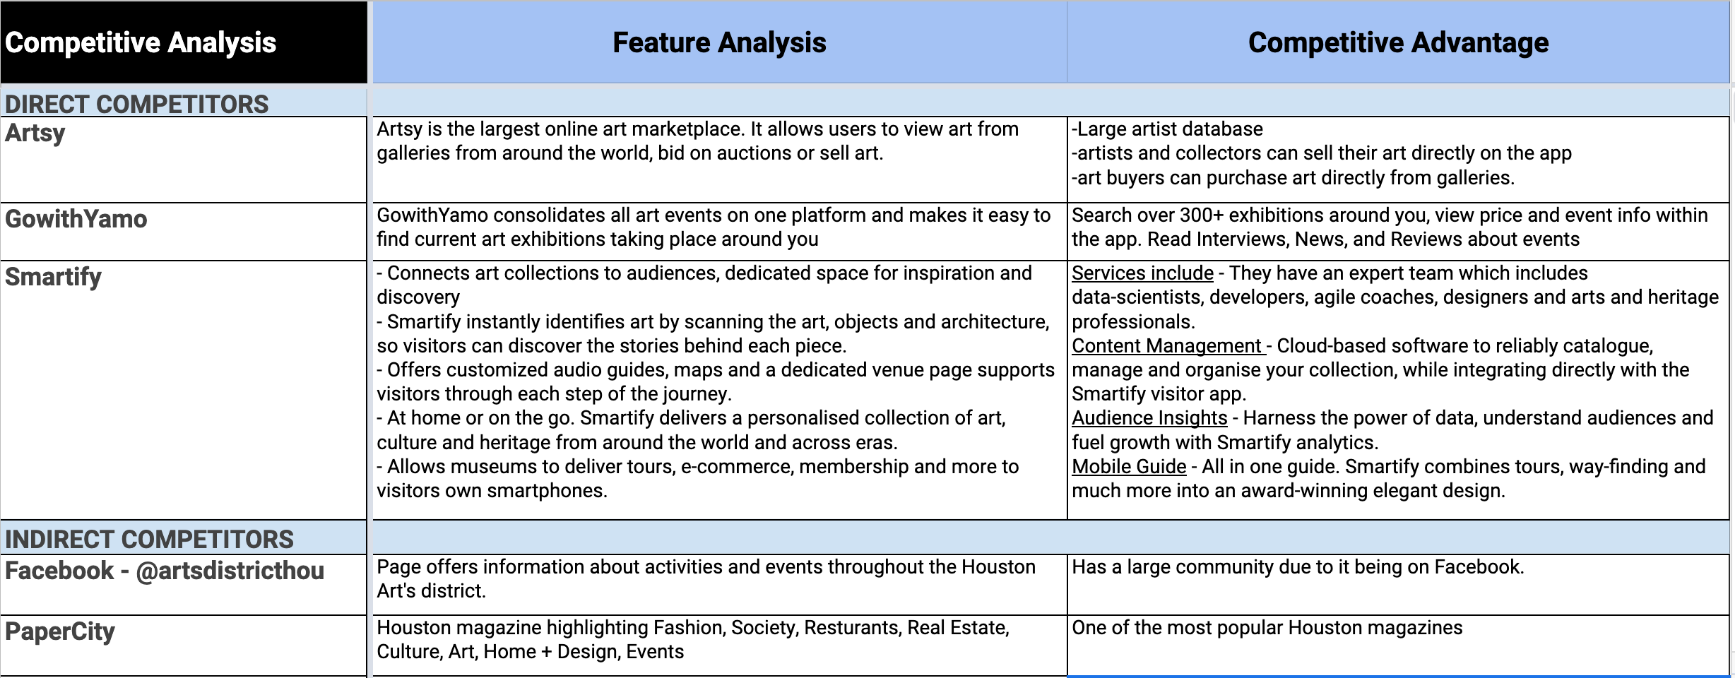 Competitive Analysis
Feature Analysis
Competitive Advantage
DIRECT COMPETITORS
Artsy
Artsy is the largest online art marketplace. It allows users to view art from
galleries from around the world, bid on auctions or sell art.
-Large artist database
-artists and collectors can sell their art directly on the app
-art buyers can purchase art directly from galleries.
GowithYamo
GowithYamo consolidates all art events on one platform and makes it easy to
find current art exhibitions taking place around you
Search over 300+ exhibitions around you, view price and event info within
the app. Read Interviews, News, and Reviews about events
Smartify
- Connects art collections to audiences, dedicated space for inspiration and
discovery
- Smartify instantly identifies art by scanning the art, objects and architecture,
so visitors can discover the stories behind each piece.
- Offers customized audio guides, maps and a dedicated venue page supports
visitors through each step of the journey.
- At home or on the go. Smartify delivers a personalised collection of art,
culture and heritage from around the world and across eras.
- Allows museums to deliver tours, e-commerce, membership and more to
visitors own smartphones.
Services include - They have an expert team which includes
data-scientists, developers, agile coaches, designers and arts and heritage
professionals.
Content Management - Cloud-based software to reliably catalogue,
manage and organise your collection, while integrating directly with the
Smartify visitor app.
Audience Insights - Harness the power of data, understand audiences and
fuel growth with Smartify analytics.
Mobile Guide - All in one guide. Smartify combines tours, way-finding and
much more into an award-winning elegant design.
INDIRECT COMPETITORS
Facebook - @artsdistricthou
Page offers information about activities and events throughout the Houston
Art's district.
Has a large community due to it being on Facebook.
PaperCity
Houston magazine highlighting Fashion, Society, Resturants, Real Estate,
Culture, Art, Home + Design, Events
One of the most popular Houston magazines